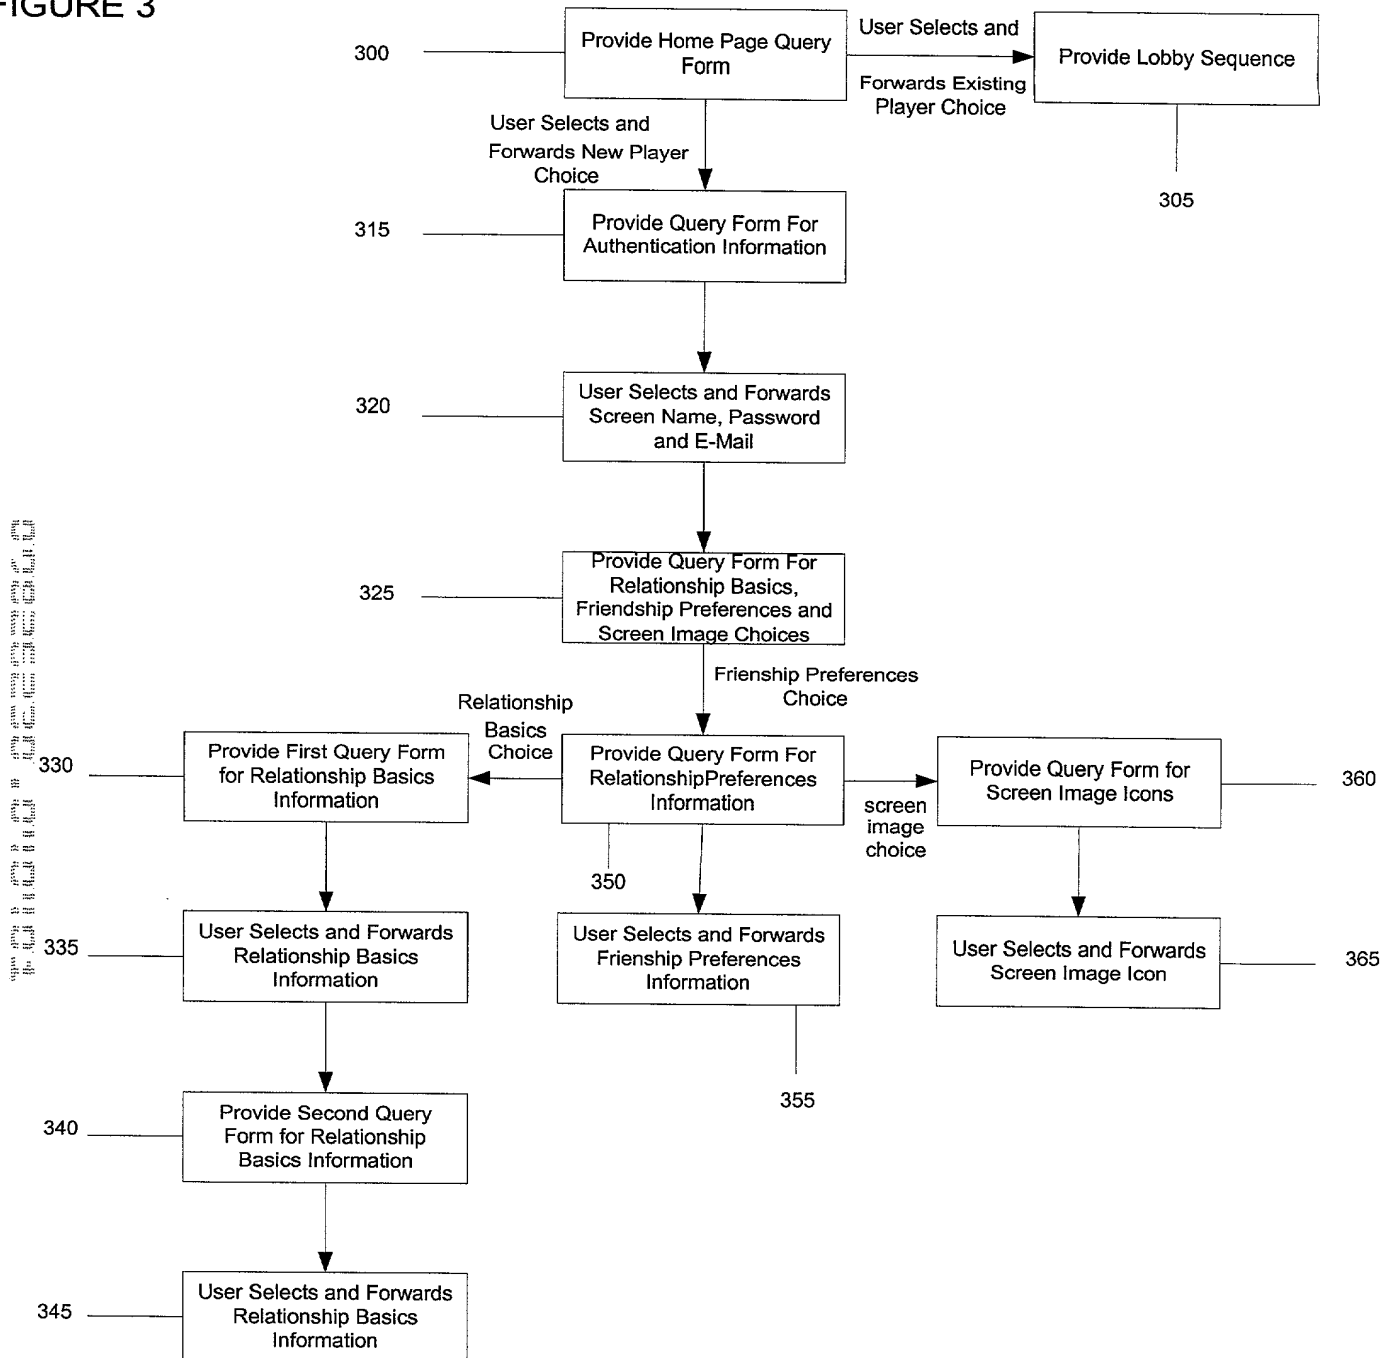 FIGURE 3
300
Provide Home Page Query
Form
User Selects and
Forwards Existing
Player Choice
Provide Lobby Sequence
305
User Selects and
Forwards New Player
Choice
315
Provide Query Form For
Authentication Information
320
User Selects and Forwards
Screen Name, Password
and E-Mail
325
Provide Query Form For
Relationship Basics,
Friendship Preferences and
Screen Image Choices
Frienship Preferences
Choice
Relationship
Basics
Choice
330
Provide First Query Form
for Relationship Basics
Information
Provide Query Form For
RelationshipPreferences
Information
350
screen
image
choice
Provide Query Form for
Screen Image Icons
360
335
User Selects and Forwards
Relationship Basics
Information
User Selects and Forwards
Frienship Preferences
Information
355
User Selects and Forwards
Screen Image Icon
365
340
Provide Second Query
Form for Relationship
Basics Information
345
User Selects and Forwards
Relationship Basics
Information